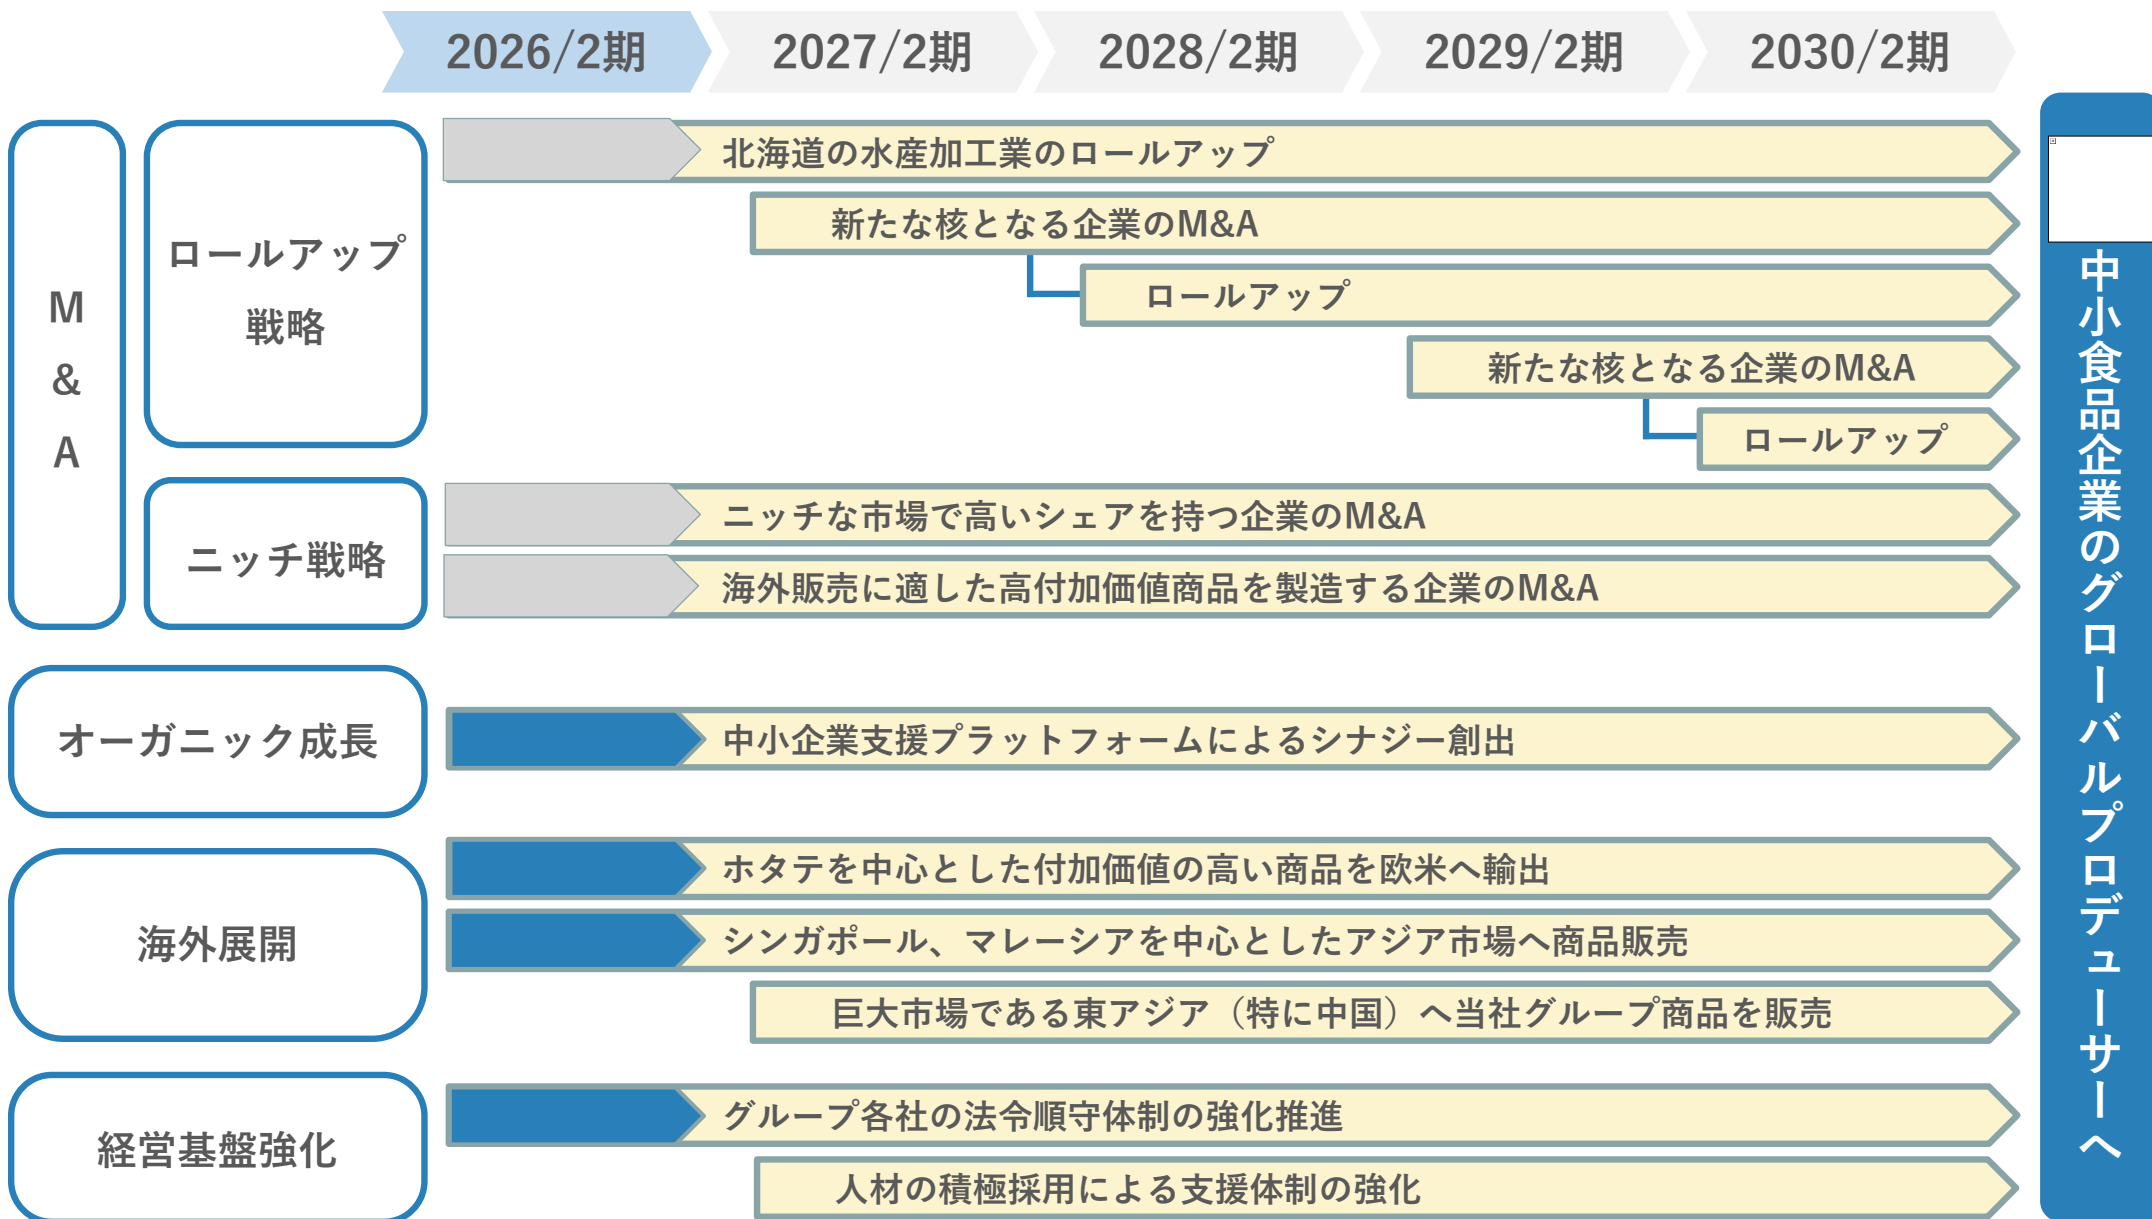 2026/2期
2027/2期
2028/2期
2029/2期
2030/2期
M
&
A
ロールアップ
戦略
北海道の水産加工業のロールアップ
新たな核となる企業のM&A
ロールアップ
新たな核となる企業のM&A
ロールアップ
ニッチ戦略
ニッチな市場で高いシェアを持つ企業のM&A
海外販売に適した高付加価値商品を製造する企業のM&A
オーガニック成長
中小企業支援プラットフォームによるシナジー創出
海外展開
ホタテを中心とした付加価値の高い商品を欧米へ輸出
シンガポール、マレーシアを中心としたアジア市場へ商品販売
巨大市場である東アジア（特に中国）へ当社グループ商品を販売
経営基盤強化
グループ各社の法令順守体制の強化推進
人材の積極採用による支援体制の強化
中小食品企業のグローバルプロデューサーへ